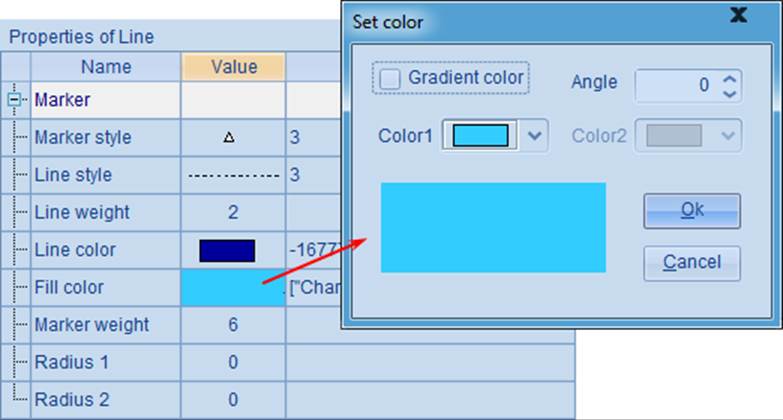 Properties of Line
Name Value
Marker
Marker style 3
Line style 3
Line weight 2
Line color
Fill color
Marker weight 6
Radius 1 0
Radius 2 0
Set color
Gradient color Angle 0
Color1 Color2
Ok
Cancel